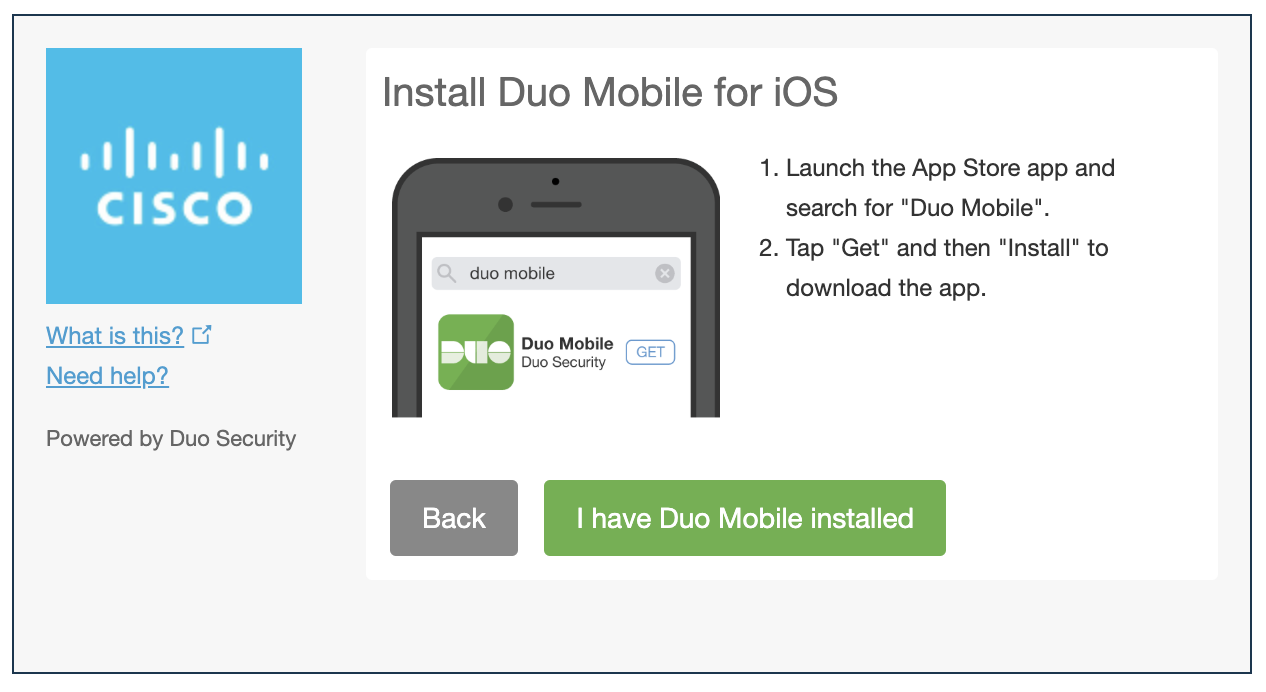 CISCO
What is this?
Need help?
Powered by Duo Security
Install Duo Mobile for iOS
duo mobile
DUO
Duo Mobile
Duo Security
GET
1. Launch the App Store app and
search for "Duo Mobile".
2. Tap "Get" and then "Install" to
download the app.
Back
I have Duo Mobile installed